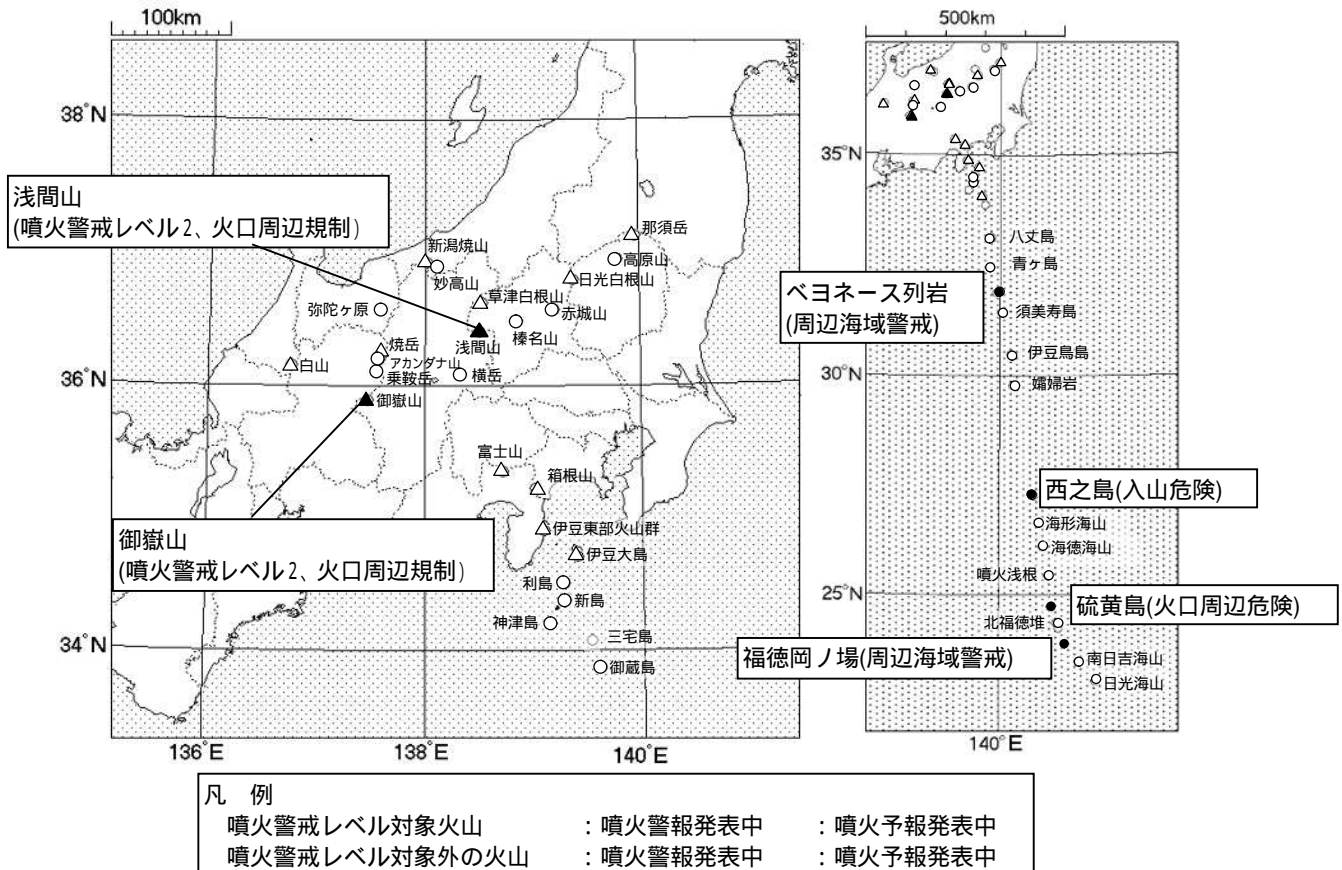 100km
500km
38°N
36°N
34°N
136°E
138°E
140°E
浅間山
(噴火警戒レベル2、火口周辺規制)
新潟焼山
妙高山
那須岳
高原山
日光白根山
草津白根山
赤城山
弥陀ヶ原
榛名山
浅間山
焼岳
アカンダナ山
乗鞍岳
横岳
白山
御嶽山
富士山
箱根山
御嶽山
(噴火警戒レベル2、火口周辺規制)
伊豆東部火山群
伊豆大島
利島
新島
神津島
三宅島
御蔵島
35°N
30°N
25°N
140°E
八丈島
青ヶ島
ベヨネース列岩
(周辺海域警戒)
須美寿島
伊豆鳥島
孀婦岩
西之島(入山危険)
海形海山
海徳海山
噴火浅根
硫黄島(火口周辺危険)
北福徳堆
福徳岡ノ場(周辺海域警戒)
南日吉海山
日光海山
凡 例
噴火警戒レベル対象火山 :噴火警報発表中 :噴火予報発表中
噴火警戒レベル対象外の火山 :噴火警報発表中 :噴火予報発表中